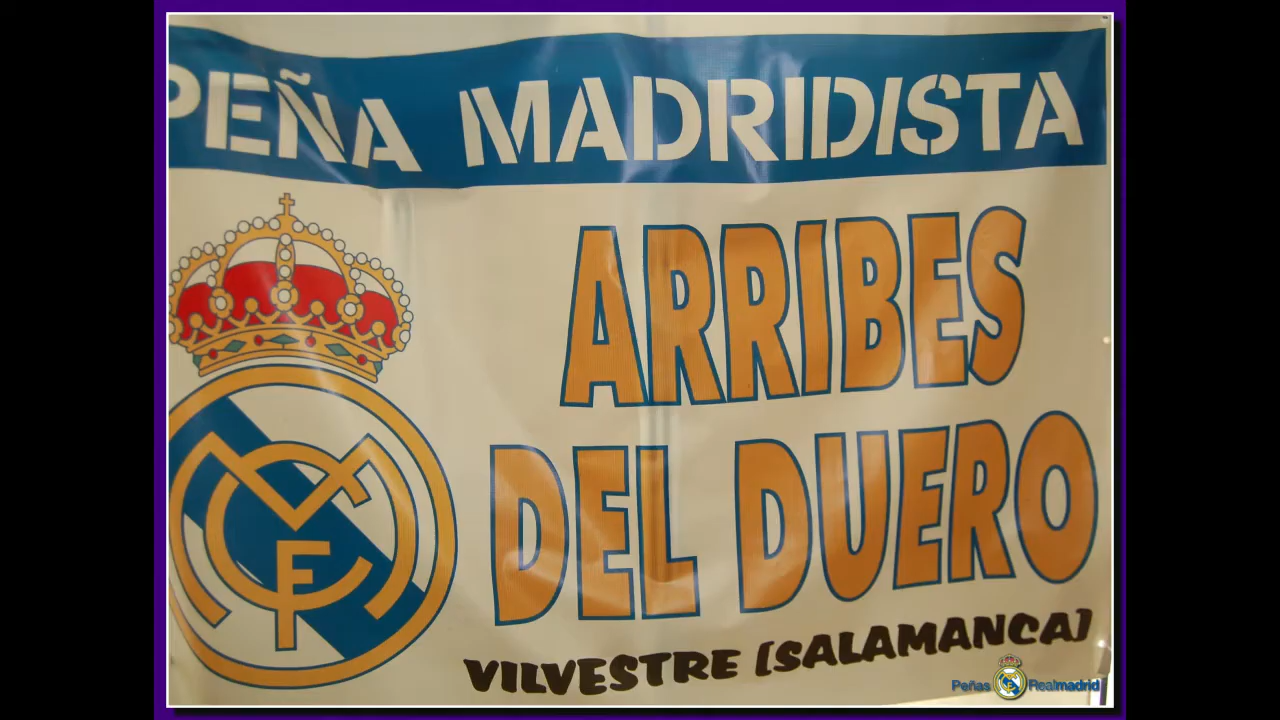 PEÑA MADRIDISTA
ARRIBES
DEL DUERO
VILVESTRE (SALAMANCA)
Peñas Realmadrid